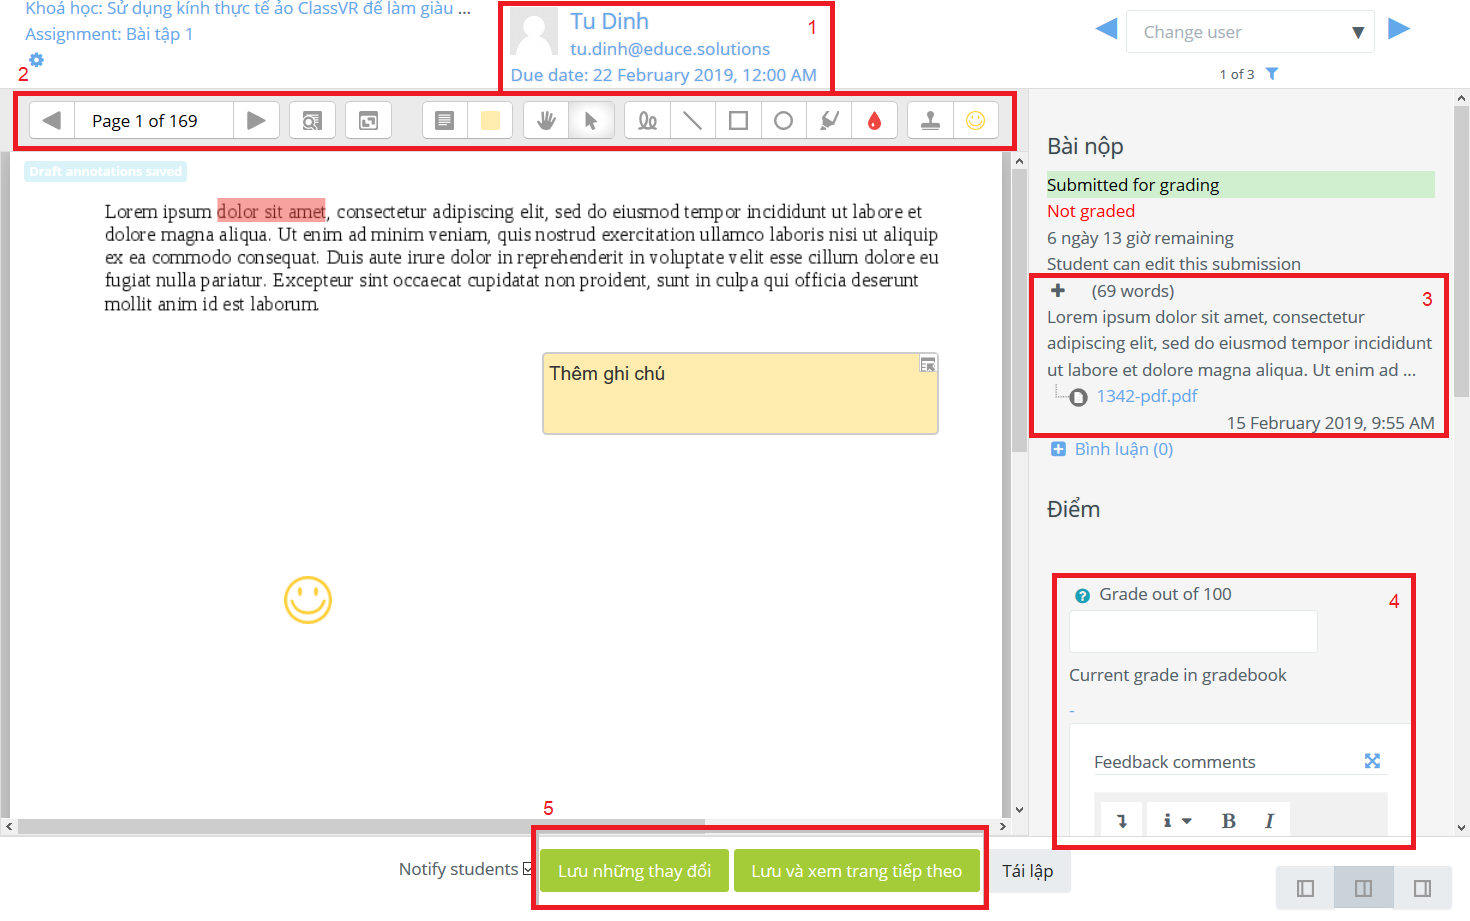 Khoá học: Sử dụng kính thực tế ảo ClassVR để làm giàu ...
Assignment: Bài tập 1
2
Tu Dinh
1
tu.dinh@educe.solutions
Due date: 22 February 2019, 12:00 AM
Change user
1 of 3
Page 1 of 169
Draft annotations saved
Lorem ipsum dolor sit amet, consectetur adipiscing elit, sed do eiusmod tempor incididunt ut labore et
dolore magna aliqua. Ut enim ad minim veniam, quis nostrud exercitation ullamco laboris nisi ut aliquip
ex ea commodo consequat. Duis aute irure dolor in reprehenderit in voluptate velit esse cillum dolore eu
fugiat nulla pariatur. Excepteur sint occaecat cupidatat non proident, sunt in culpa qui officia deserunt
mollit anim id est laborum.
Thêm ghi chú
Bài nộp
Submitted for grading
Not graded
6 ngày 13 giờ remaining
Student can edit this submission
(69 words)
3
Lorem ipsum dolor sit amet, consectetur
adipiscing elit, sed do eiusmod tempor incididunt
ut labore et dolore magna aliqua. Ut enim ad ...
1342-pdf.pdf
15 February 2019, 9:55 AM
Bình luận (0)
Điểm
Grade out of 100
4
Current grade in gradebook
-
Feedback comments
B I
5
Notify students
Lưu những thay đổi
Lưu và xem trang tiếp theo
Tái lập